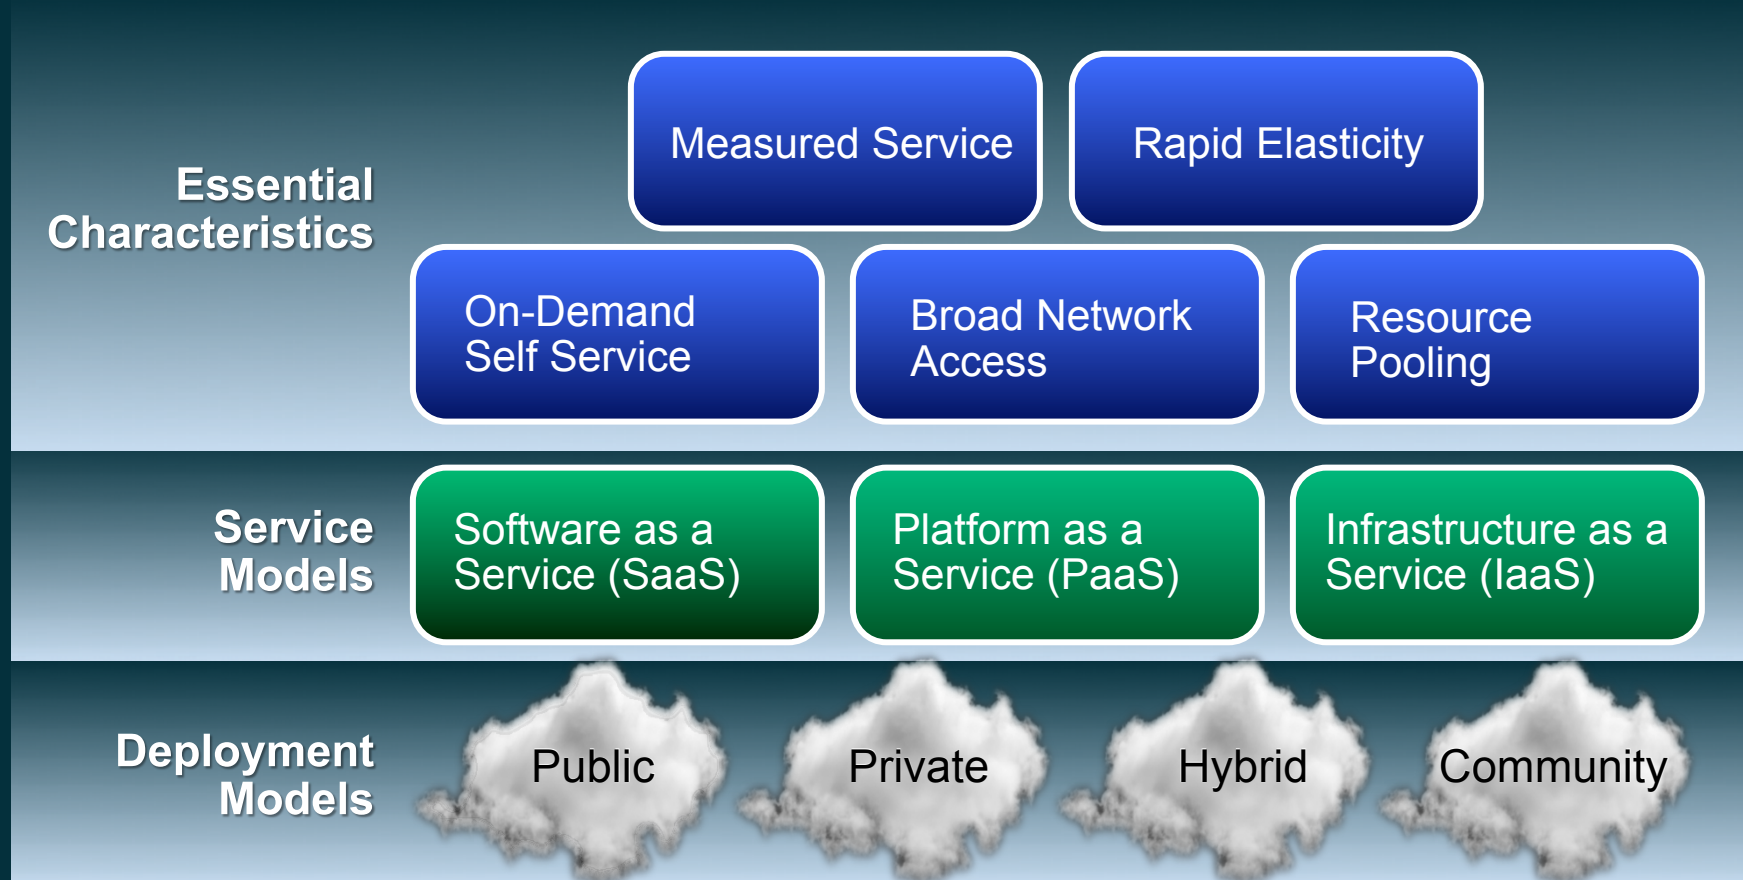 Essential
Characteristics
Measured Service
Rapid Elasticity
On-Demand
Self Service
Broad Network
Access
Resource
Pooling
Service
Models
Software as a
Service (SaaS)
Platform as a
Service (PaaS)
Infrastructure as a
Service (IaaS)
Deployment
Models
Public
Private
Hybrid
Community